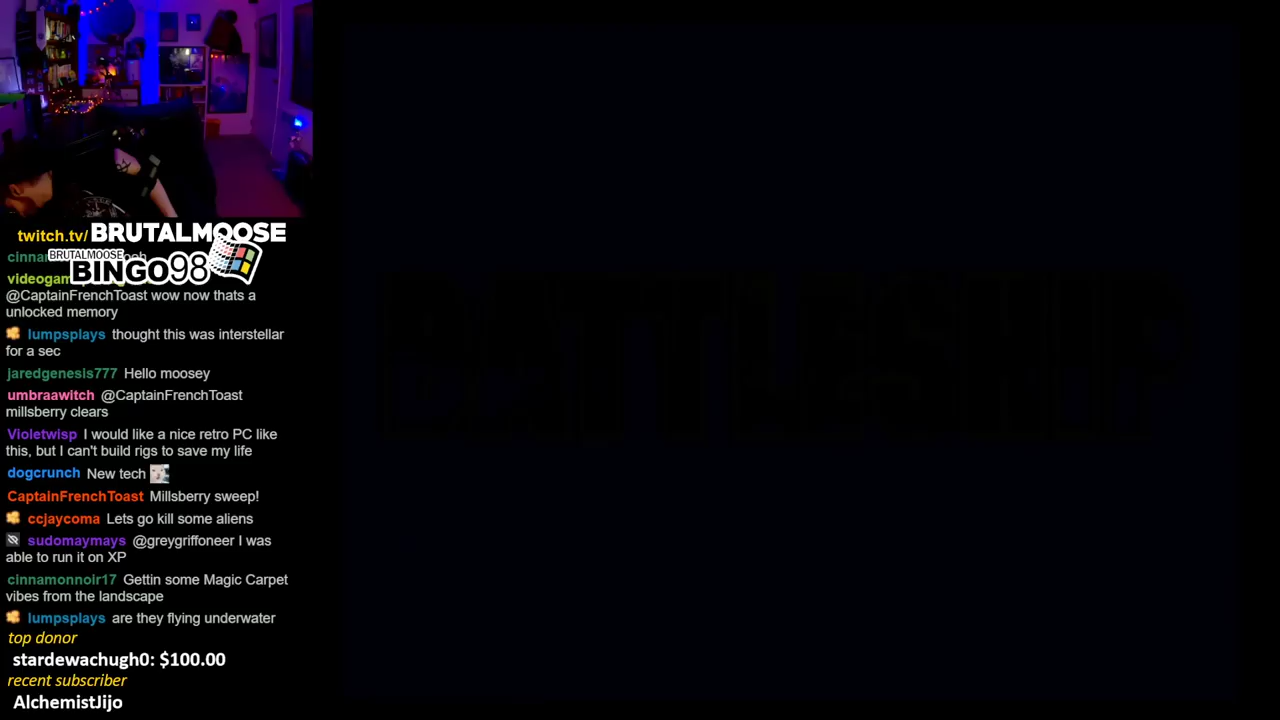 twitch.tv/BRUTALMOOSE
BRUTALMOOSE
BINGO98
@CaptainFrenchToast wow now thats a
unlocked memory
lumpsplays thought this was interstellar
for a sec
jaredgenesis777 Hello moosey
umbraawitch @CaptainFrenchToast
millsberry clears
Violetwisp I would like a nice retro PC like
this, but I can't build rigs to save my life
dogcrunch New tech
CaptainFrenchToast Millsberry sweep!
ccjaycoma Lets go kill some aliens
sudomaymays @greygriffoneer I was
able to run it on XP
cinnamonnoir17 Gettin some Magic Carpet
vibes from the landscape
lumpsplays are they flying underwater
top donor
stardewachugh0: $100.00
recent subscriber
AlchemistJijo
BATTLESHIP